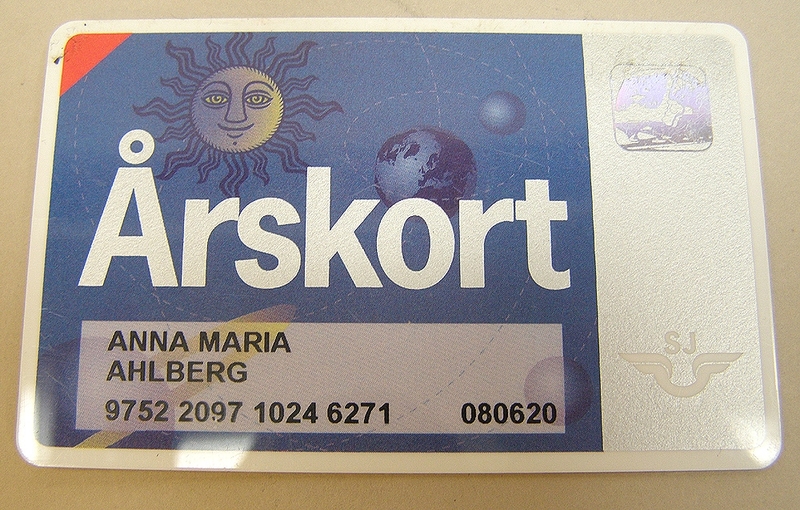 Årskort
ANNA MARIA
AHLBERG
9752 2097 1024 6271 080620
SJ